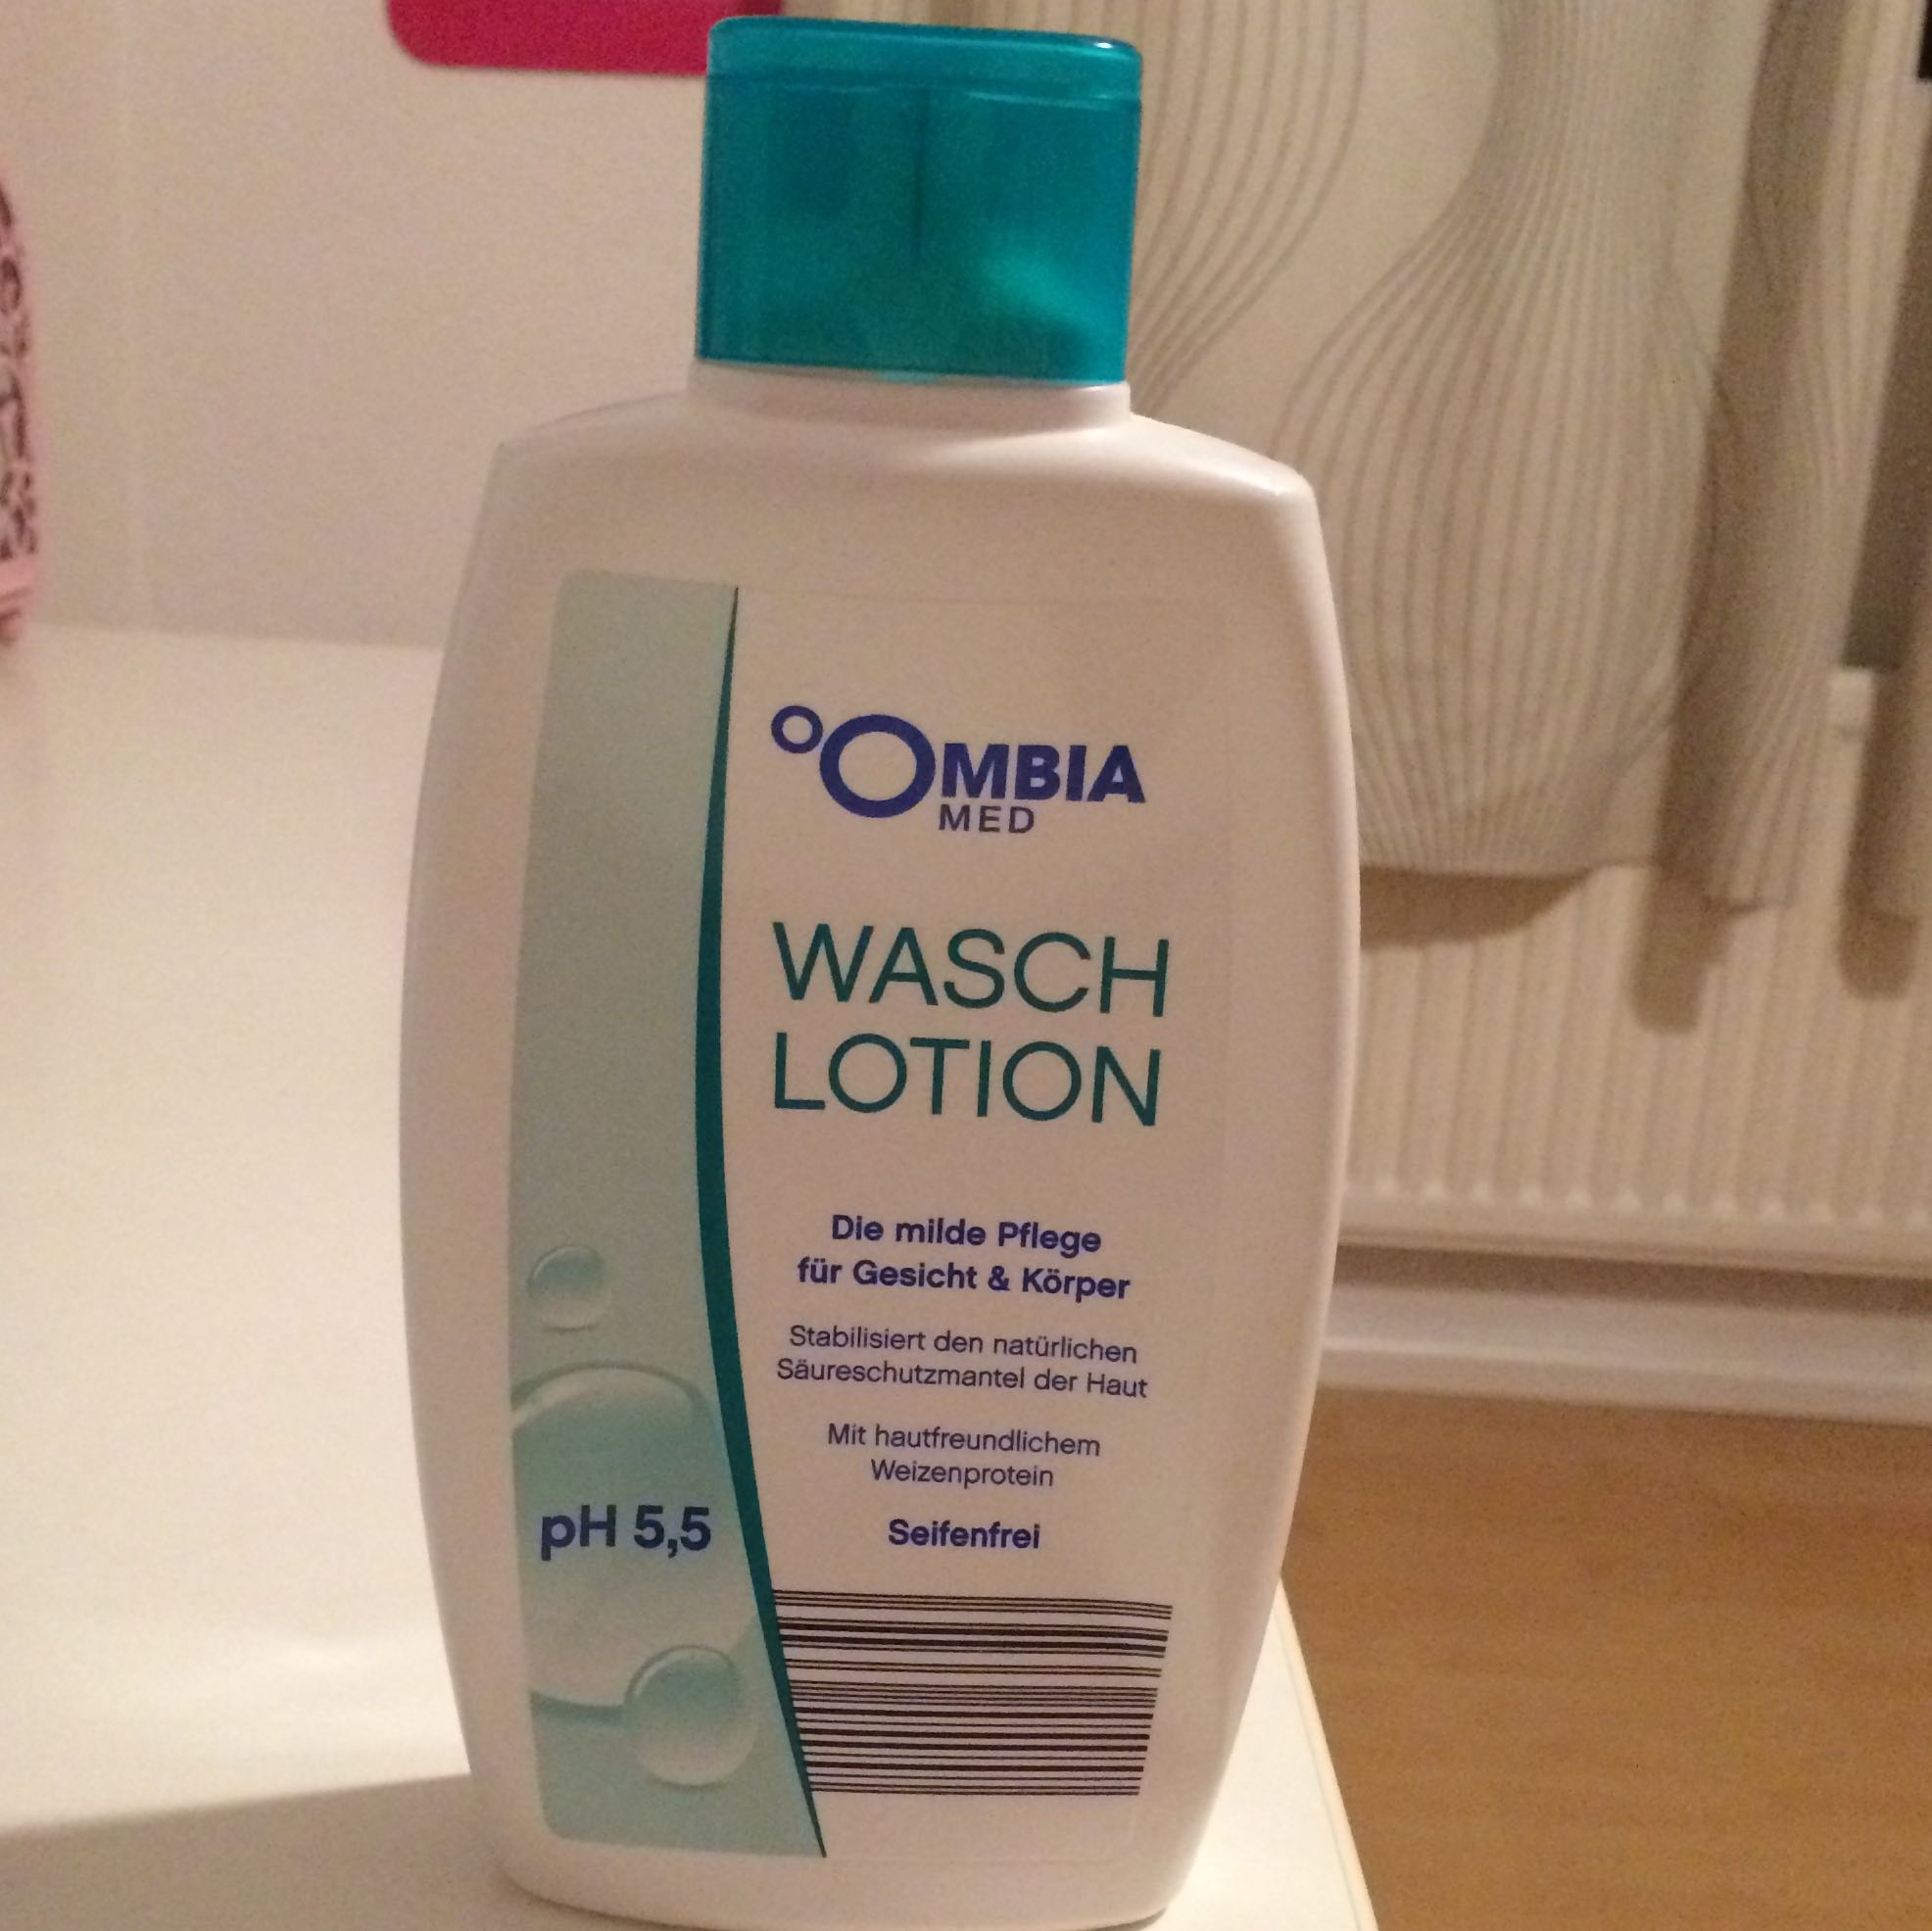 OMBIA
MED
WASCH
LOTION
Die milde Pflege
für Gesicht & Körper
Stabilisiert den natürlichen
Säureschutzmantel der Haut
Mit hautfreundlichem
Weizenprotein
Seifenfrei
pH 5,5